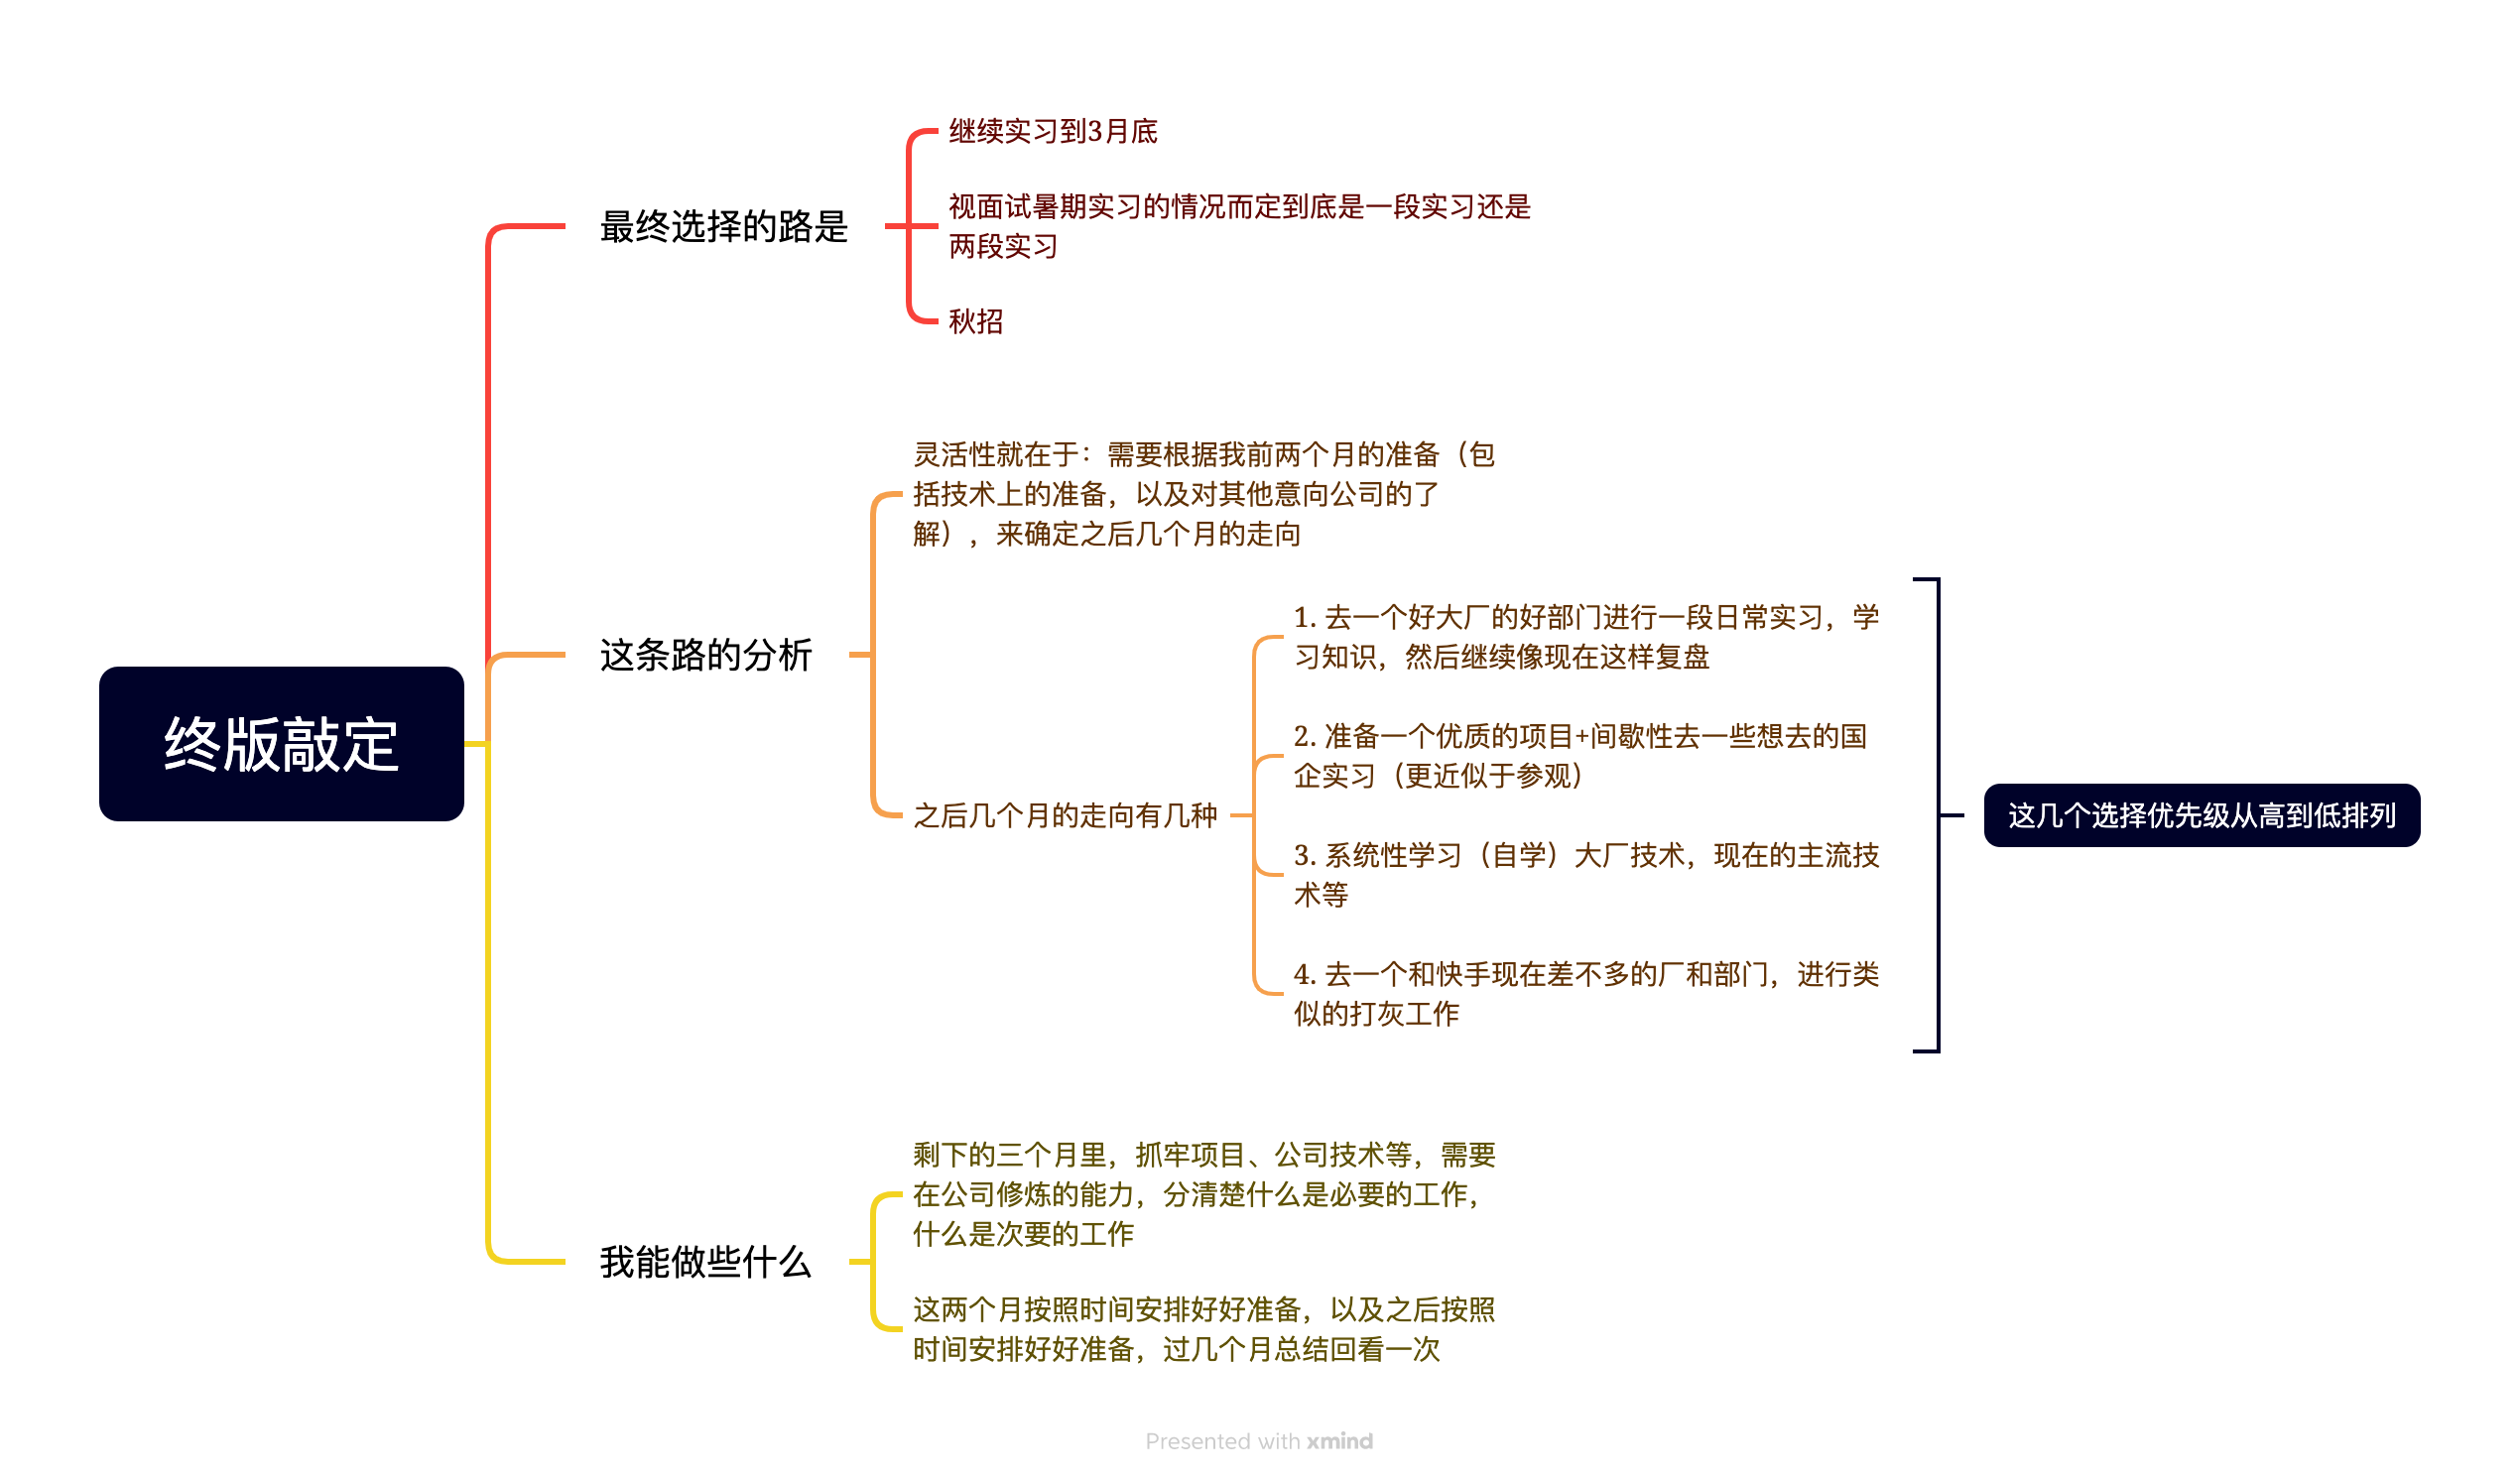 终版敲定
最终选择的路是
继续实习到3月底
视面试暑期实习的情况而定到底是一段实习还是
两段实习
秋招
这条路的分析
灵活性就在于：需要根据我前两个月的准备（包
括技术上的准备，以及对其他意向公司的了
解），来确定之后几个月的走向
之后几个月的走向有几种
1. 去一个好大厂的好部门进行一段日常实习，学
习知识，然后继续像现在这样复盘
2. 准备一个优质的项目+间歇性去一些想去的国
企实习（更近似于参观）
3. 系统性学习（自学）大厂技术，现在的主流技
术等
4. 去一个和快手现在差不多的厂和部门，进行类
似的打灰工作
这几个选择优先级从高到低排列
我能做些什么
剩下的三个月里，抓牢项目、公司技术等，需要
在公司修炼的能力，分清楚什么是必要的工作，
什么是次要的工作
这两个月按照时间安排好好准备，以及之后按照
时间安排好好准备，过几个月总结回看一次
Presented with xmind